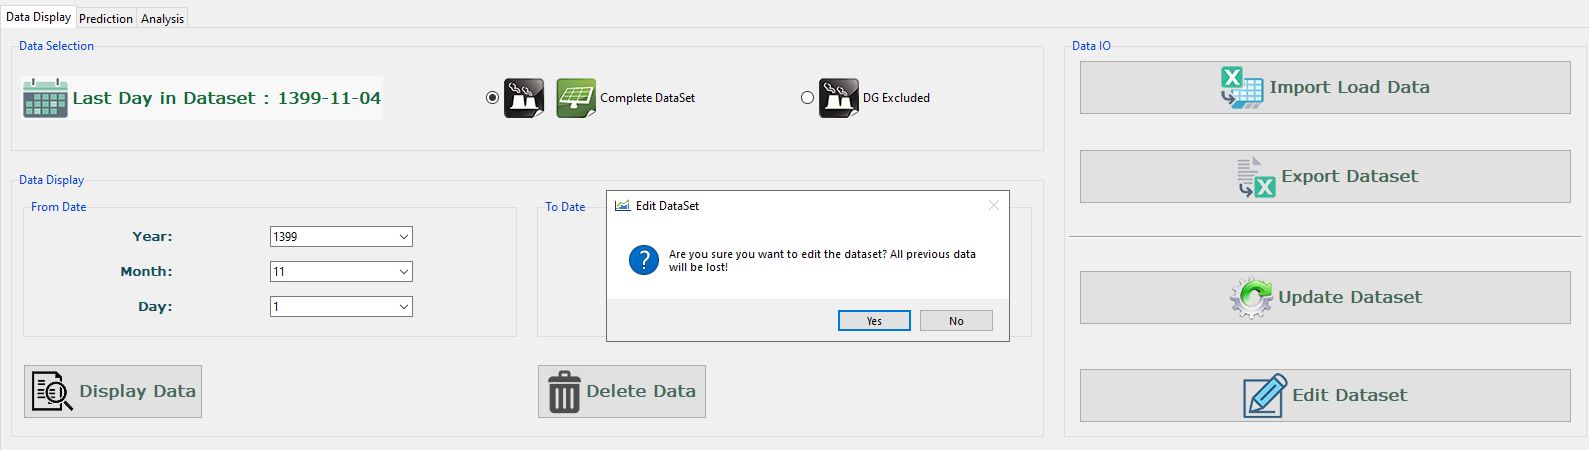 Data Display Prediction Analysis
Data Selection
Last Day in Dataset : 1399-11-04
Complete DataSet
DG Excluded
Data Display
From Date
Year: 1399
Month: 11
Day: 1
To Date
Display Data
Delete Data
Edit DataSet
Are you sure you want to edit the dataset? All previous data
will be lost!
Yes No
Data IO
Import Load Data
Export Dataset
Update Dataset
Edit Dataset